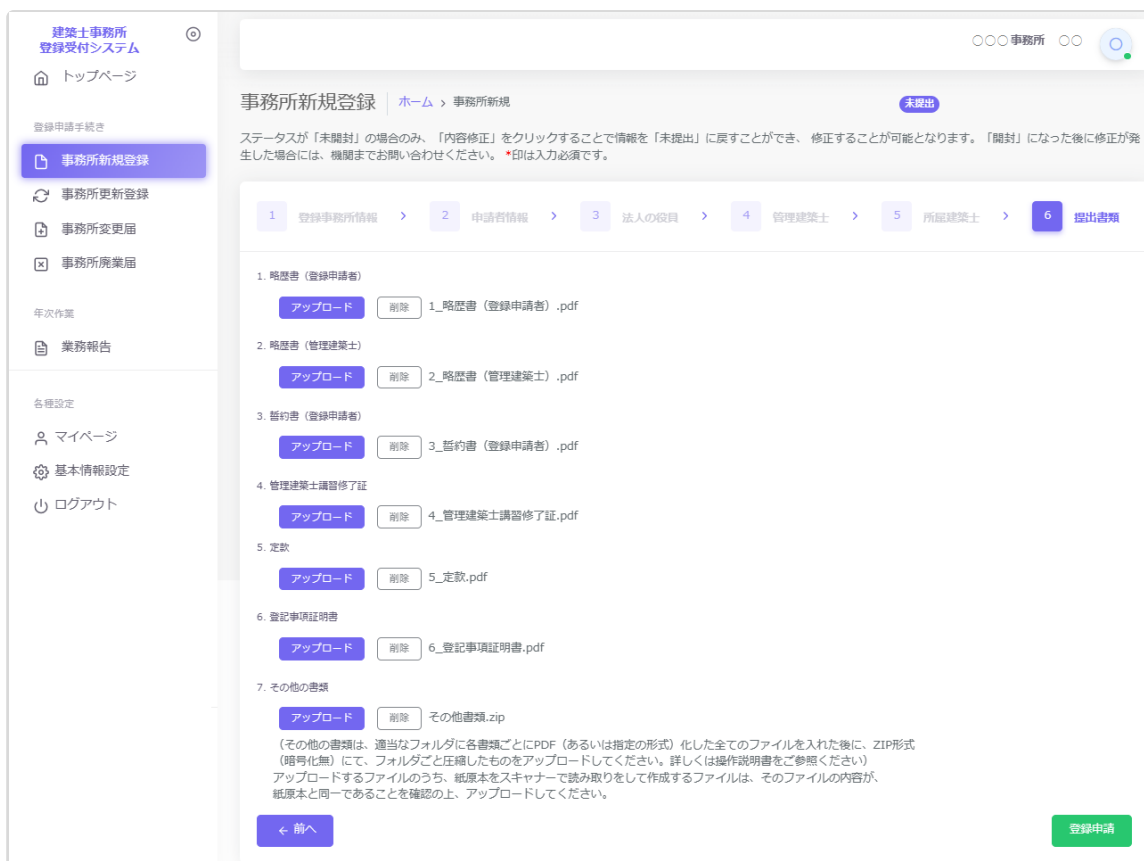 建築士事務所
登録受付システム
トップページ
登録申請手続き
事務所新規登録
事務所更新登録
事務所変更届
事務所廃業届
年次作業
業務報告
各種設定
マイページ
基本情報設定
ログアウト
〇〇〇事務所 〇〇
事務所新規登録 ホーム > 事務所新規
未提出
ステータスが「未開封」の場合のみ、「内容修正」をクリックすることで情報を「未提出」に戻すことができ、 修正することが可能となります。「開封」になった後に修正が発
生した場合には、機関までお問い合わせください。 *印は入力必須です。
1 登録事務所情報 > 2 申請者情報 > 3 法人の役員 > 4 管理建築士 > 5 所属建築士 > 6 提出書類
1. 略歴書（登録申請者）
アップロード 削除 1_略歴書（登録申請者）.pdf
2. 略歴書（管理建築士）
アップロード 削除 2_略歴書（管理建築士）.pdf
3. 誓約書（登録申請者）
アップロード 削除 3_誓約書（登録申請者）.pdf
4. 管理建築士講習修了証
アップロード 削除 4_管理建築士講習修了証.pdf
5. 定款
アップロード 削除 5_定款.pdf
6. 登記事項証明書
アップロード 削除 6_登記事項証明書.pdf
7. その他の書類
アップロード 削除 その他書類.zip
（その他の書類は、適当なフォルダに各書類ごとにPDF（あるいは指定の形式）化した全てのファイルを入れた後に、ZIP形式
（暗号化無）にて、フォルダごと圧縮したものをアップロードしてください。詳しくは操作説明書をご参照ください）
アップロードするファイルのうち、紙原本をスキャナーで読み取りをして作成するファイルは、そのファイルの内容が、
紙原本と同一であることを確認の上、アップロードしてください。
← 前へ
登録申請